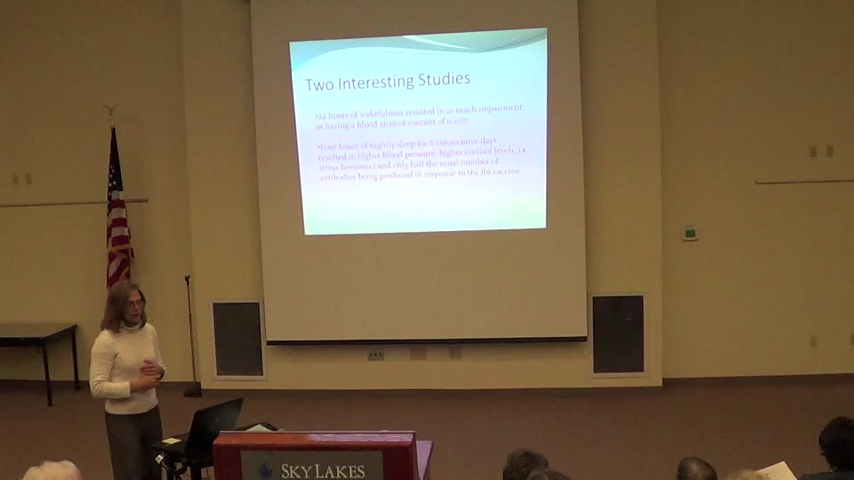 Two Interesting Studies
•24 hours of wakefulness resulted in as much impairment
as having a blood alcohol content of 0.10%
•Four hours of nightly sleep for 6 consecutive days
resulted in higher blood pressure, higher cortisol levels, (a
stress hormone) and only half the usual number of
antibodies being produced in response to the flu vaccine
SKY LAKES